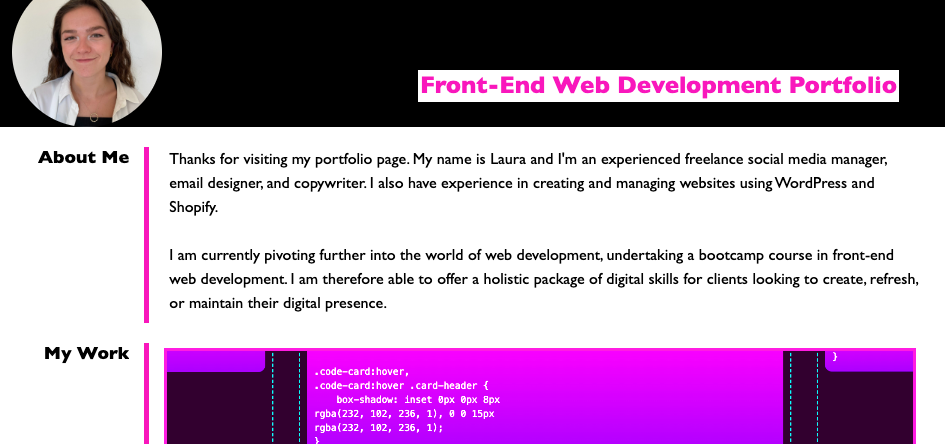 Front-End Web Development Portfolio
About Me
Thanks for visiting my portfolio page. My name is Laura and I'm an experienced freelance social media manager,
email designer, and copywriter. I also have experience in creating and managing websites using WordPress and
Shopify.
I am currently pivoting further into the world of web development, undertaking a bootcamp course in front-end
web development. I am therefore able to offer a holistic package of digital skills for clients looking to create, refresh,
or maintain their digital presence.
My Work
}
.code-card:hover,
.code-card:hover .card-header {
box-shadow: inset 0px 0px 8px
rgba(232, 102, 236, 1), 0 0 15px
rgba(232, 102, 236, 1);
}